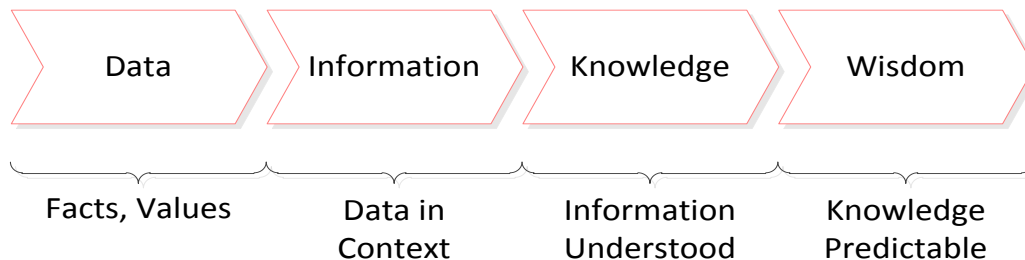 Data
Information
Knowledge
Wisdom
Facts, Values
Data in
Context
Information
Understood
Knowledge
Predictable